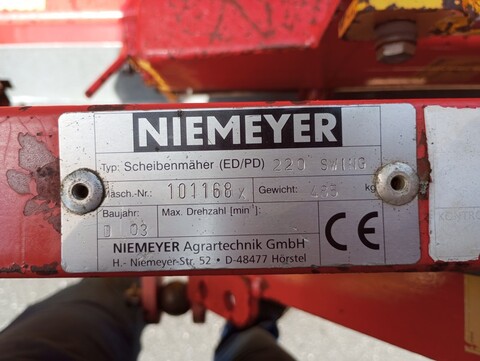 NIEMEYER
Typ: Scheibenmäher (ED/PD) 220 SWING
Masch.-Nr.: 101168 Gewicht: kg
Baujahr: Max. Drehzahl [min⁻¹]:
03
NIEMEYER Agrartechnik GmbH
H.- Niemeyer-Str. 52 • D-48477 Hörstel
CE